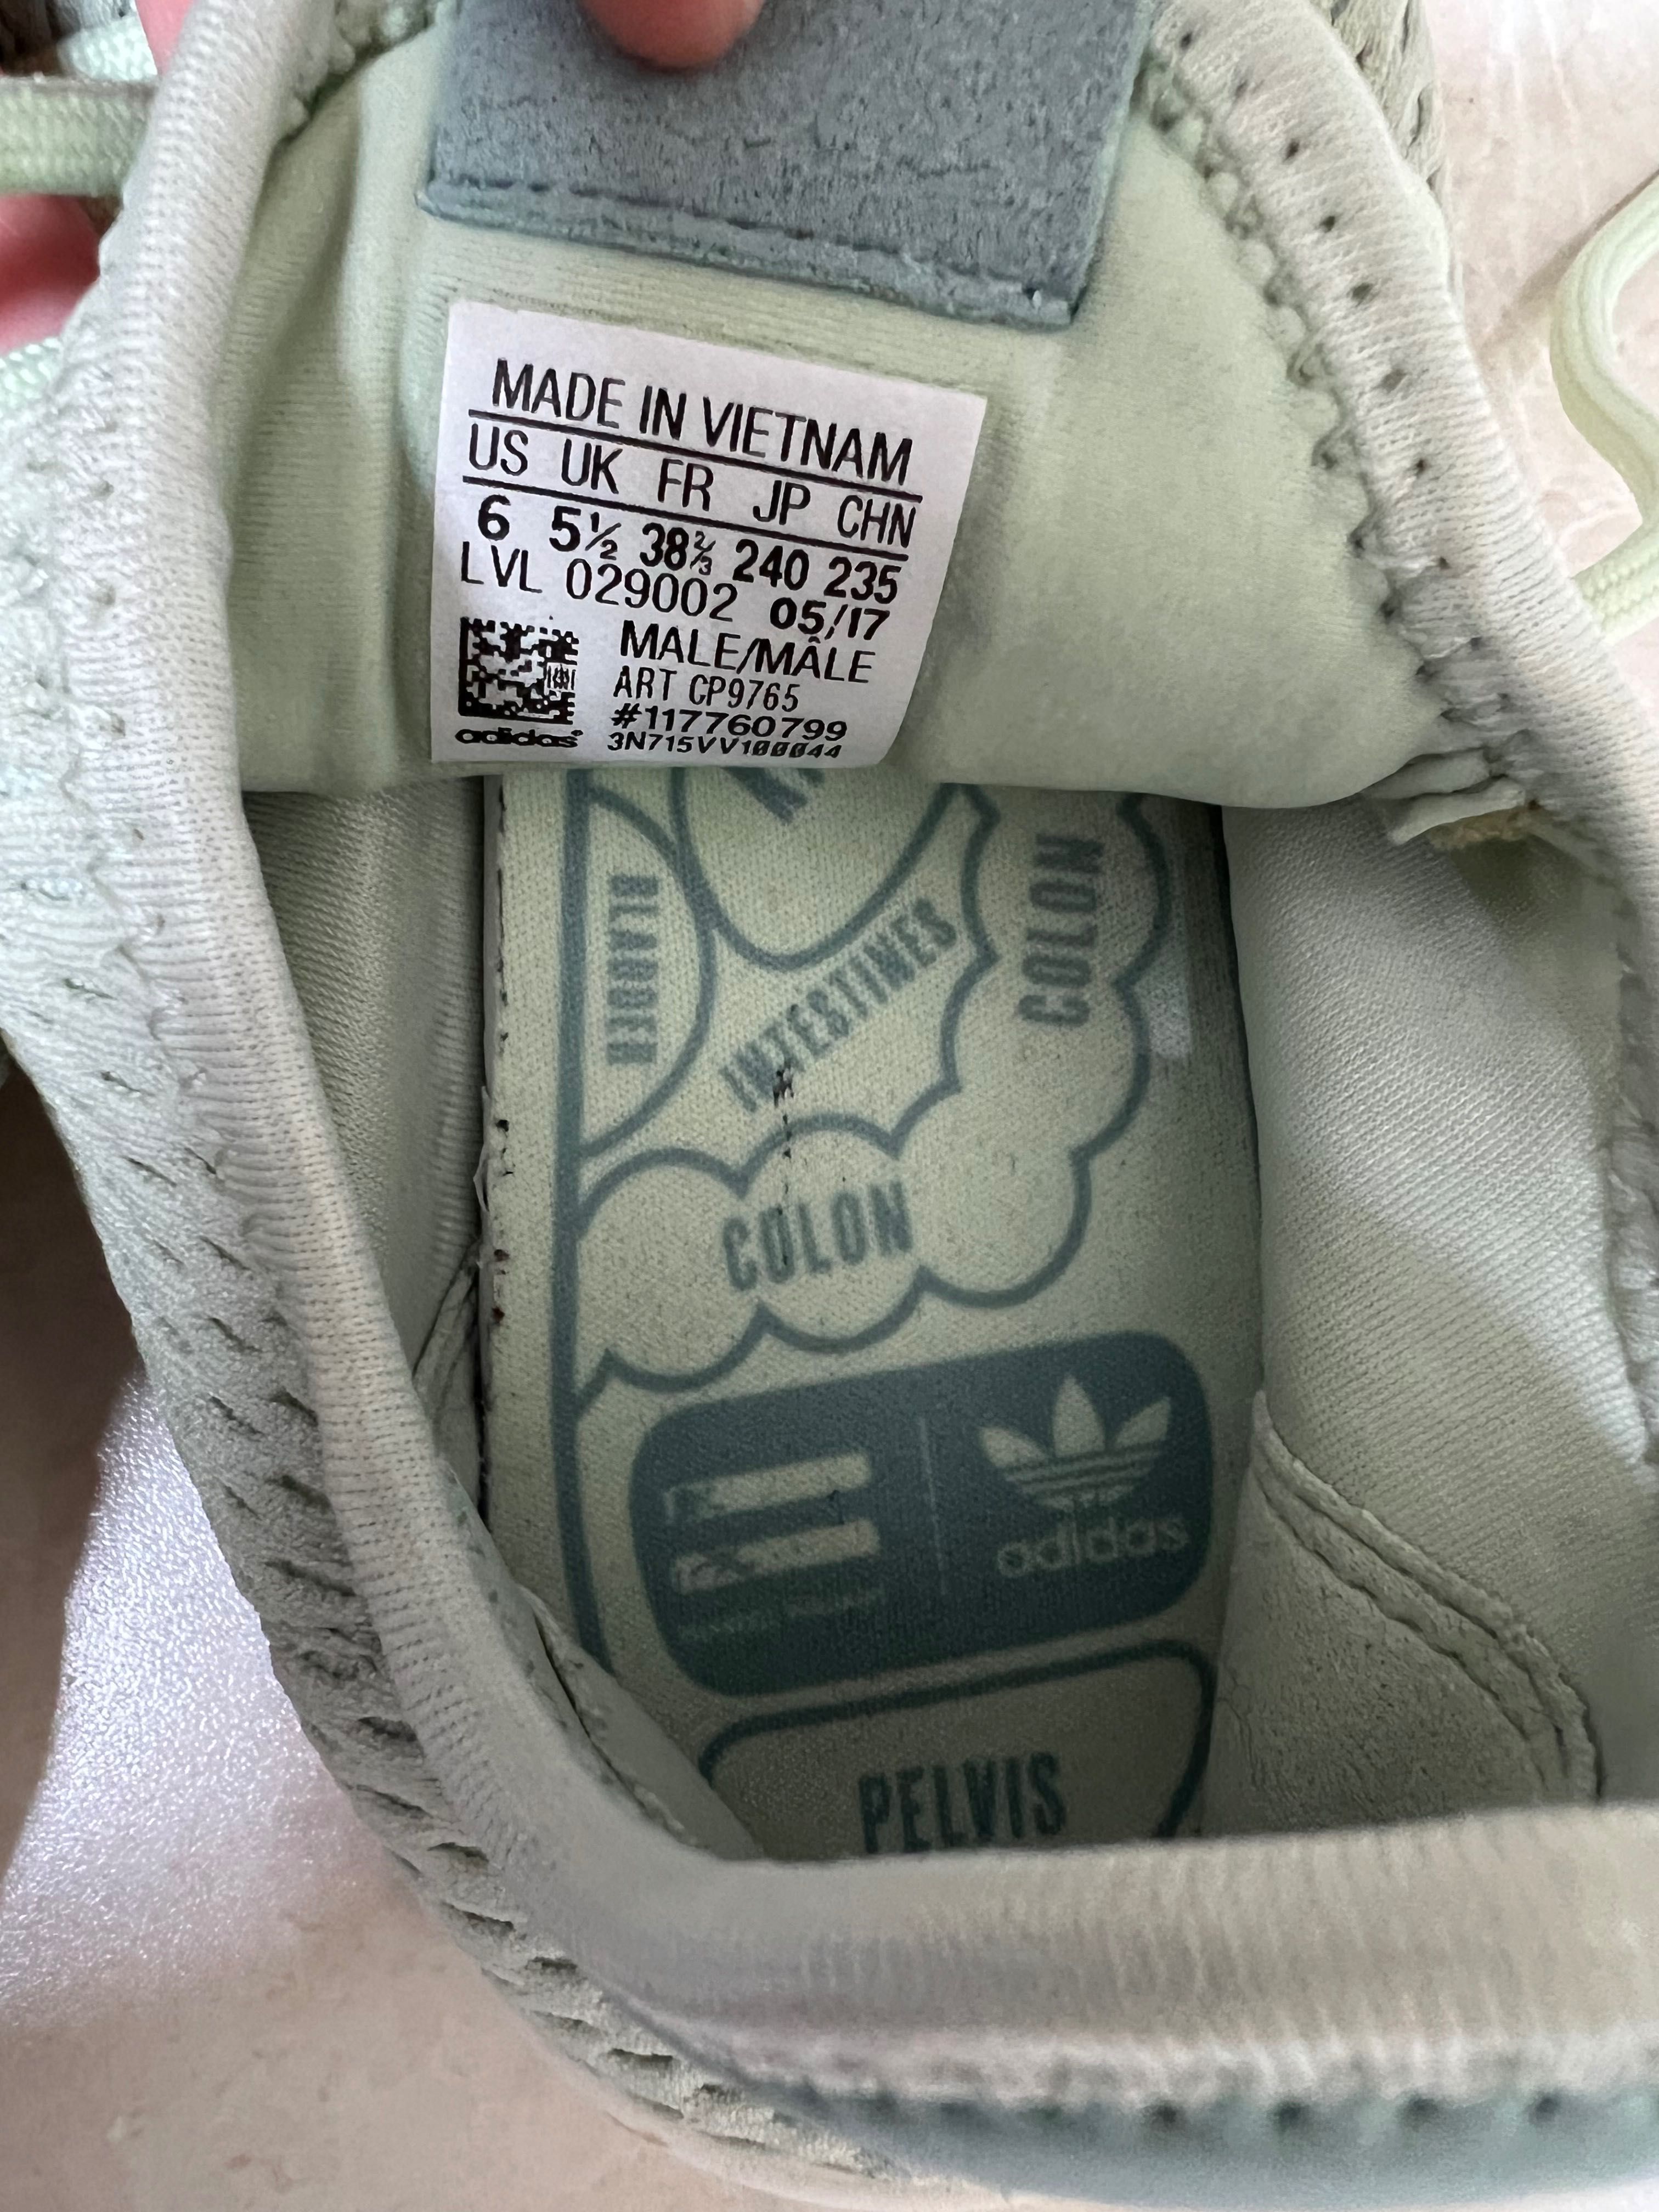 MADE IN VIETNAM
US UK FR JP CHN
6 5½ 38⅔ 240 235
LVL 029002 05/17
MALE/MÂLE
ART CP9765
#117760799
3N715VV100044
adidas
BLADDER
INTESTINES
COLON
COLON
adidas
PELVIS